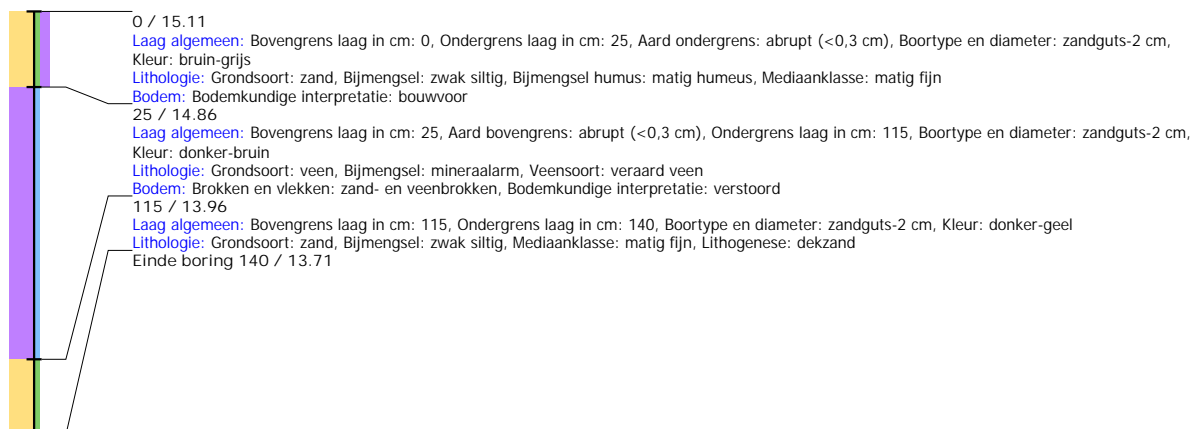 0 / 15.11
Laag algemeen: Bovengrens laag in cm: 0, Ondergrens laag in cm: 25, Aard ondergrens: abrupt (<0,3 cm), Boortype en diameter: zandguts-2 cm,
Kleur: bruin-grijs
Lithologie: Grondsoort: zand, Bijmengsel: zwak siltig, Bijmengsel humus: matig humeus, Mediaanklasse: matig fijn
Bodem: Bodemkundige interpretatie: bouwvoor
25 / 14.86
Laag algemeen: Bovengrens laag in cm: 25, Aard bovengrens: abrupt (<0,3 cm), Ondergrens laag in cm: 115, Boortype en diameter: zandguts-2 cm,
Kleur: donker-bruin
Lithologie: Grondsoort: veen, Bijmengsel: mineraalarm, Veensoort: veraard veen
Bodem: Brokken en vlekken: zand- en veenbrokken, Bodemkundige interpretatie: verstoord
115 / 13.96
Laag algemeen: Bovengrens laag in cm: 115, Ondergrens laag in cm: 140, Boortype en diameter: zandguts-2 cm, Kleur: donker-geel
Lithologie: Grondsoort: zand, Bijmengsel: zwak siltig, Mediaanklasse: matig fijn, Lithogenese: dekzand
Einde boring 140 / 13.71